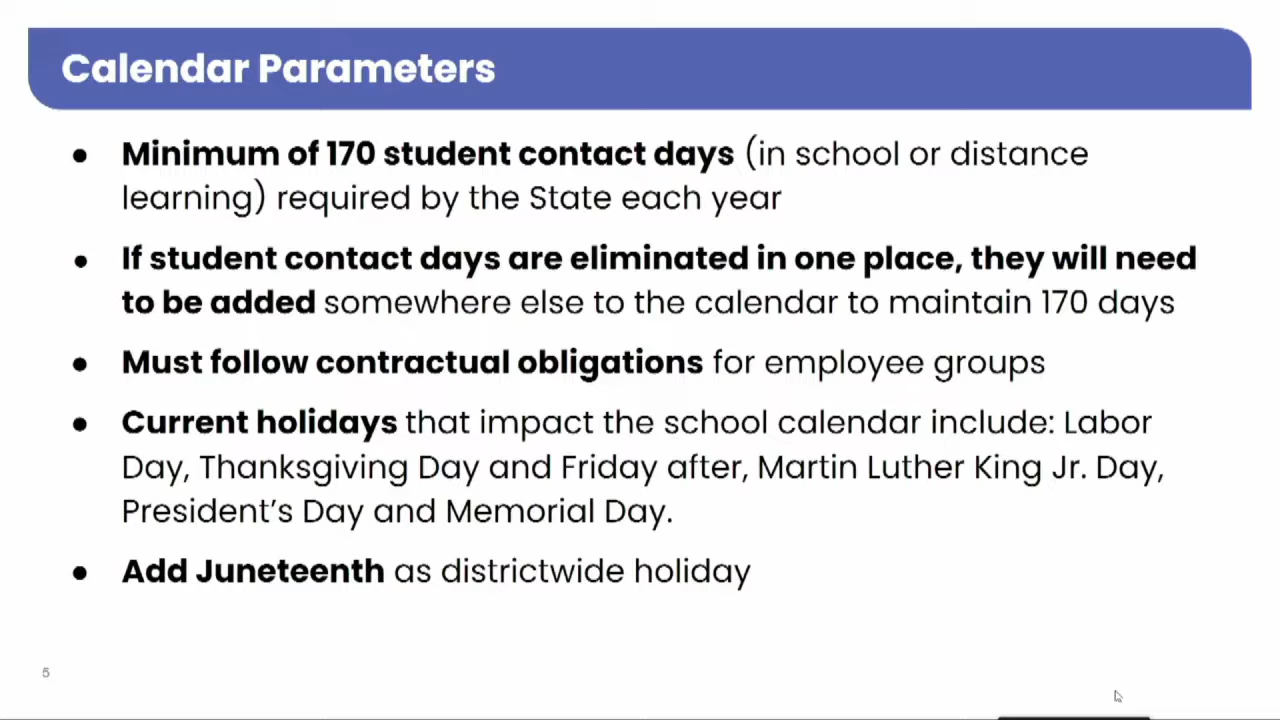 Calendar Parameters
● Minimum of 170 student contact days (in school or distance
learning) required by the State each year
● If student contact days are eliminated in one place, they will need
to be added somewhere else to the calendar to maintain 170 days
● Must follow contractual obligations for employee groups
● Current holidays that impact the school calendar include: Labor
Day, Thanksgiving Day and Friday after, Martin Luther King Jr. Day,
President’s Day and Memorial Day.
● Add Juneteenth as districtwide holiday
5